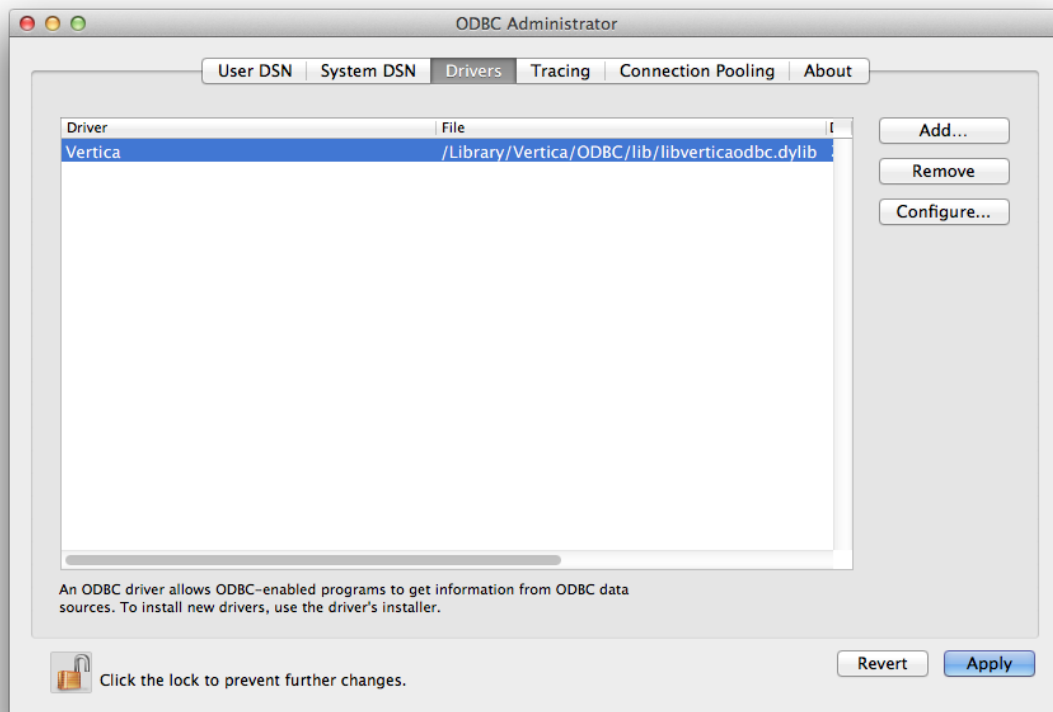 ODBC Administrator
User DSN
System DSN
Drivers
Tracing
Connection Pooling
About
Driver
File
Vertica
/Library/Vertica/ODBC/lib/libverticaodbc.dylib
Add...
Remove
Configure...
An ODBC driver allows ODBC-enabled programs to get information from ODBC data
sources. To install new drivers, use the driver's installer.
Click the lock to prevent further changes.
Revert
Apply